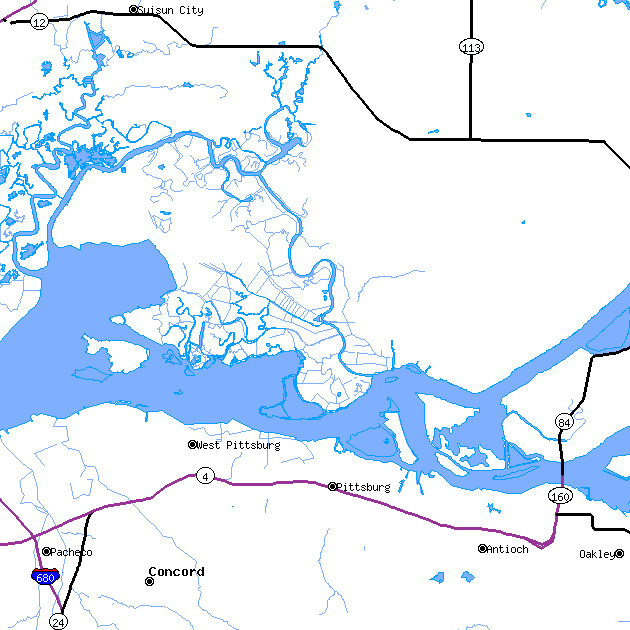 Suisun City
12
113
84
West Pittsburg
4
Pittsburg
160
Antioch
Oakley
Pacheco
Concord
680
24